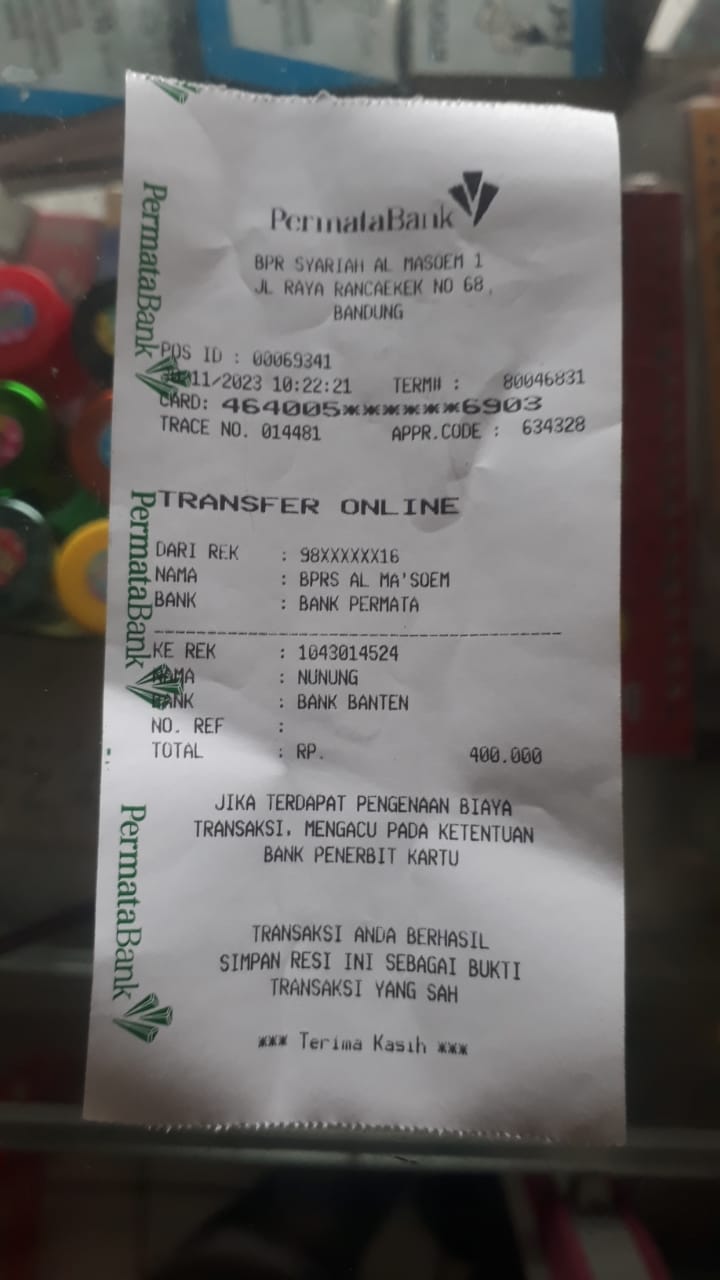 PermataBank
BPR SYARIAH AL MASOEM 1
JL RAYA RANCAEKEK NO 68,
BANDUNG
POS ID : 00069341
11/2023 10:22:21 TERM# : 80046831
CARD: 464005******6903
TRACE NO. 014481 APPR.CODE : 634328
TRANSFER ONLINE
DARI REK : 98XXXXXX16
NAMA : BPRS AL MA'SOEM
BANK : BANK PERMATA
KE REK : 1043014524
NAMA : NUNUNG
BANK : BANK BANTEN
NO. REF :
TOTAL : RP. 400.000
JIKA TERDAPAT PENGENAAN BIAYA
TRANSAKSI, MENGACU PADA KETENTUAN
BANK PENERBIT KARTU
TRANSAKSI ANDA BERHASIL
SIMPAN RESI INI SEBAGAI BUKTI
TRANSAKSI YANG SAH
*** Terima Kasih ***
PermataBank
PermataBank
PermataBank